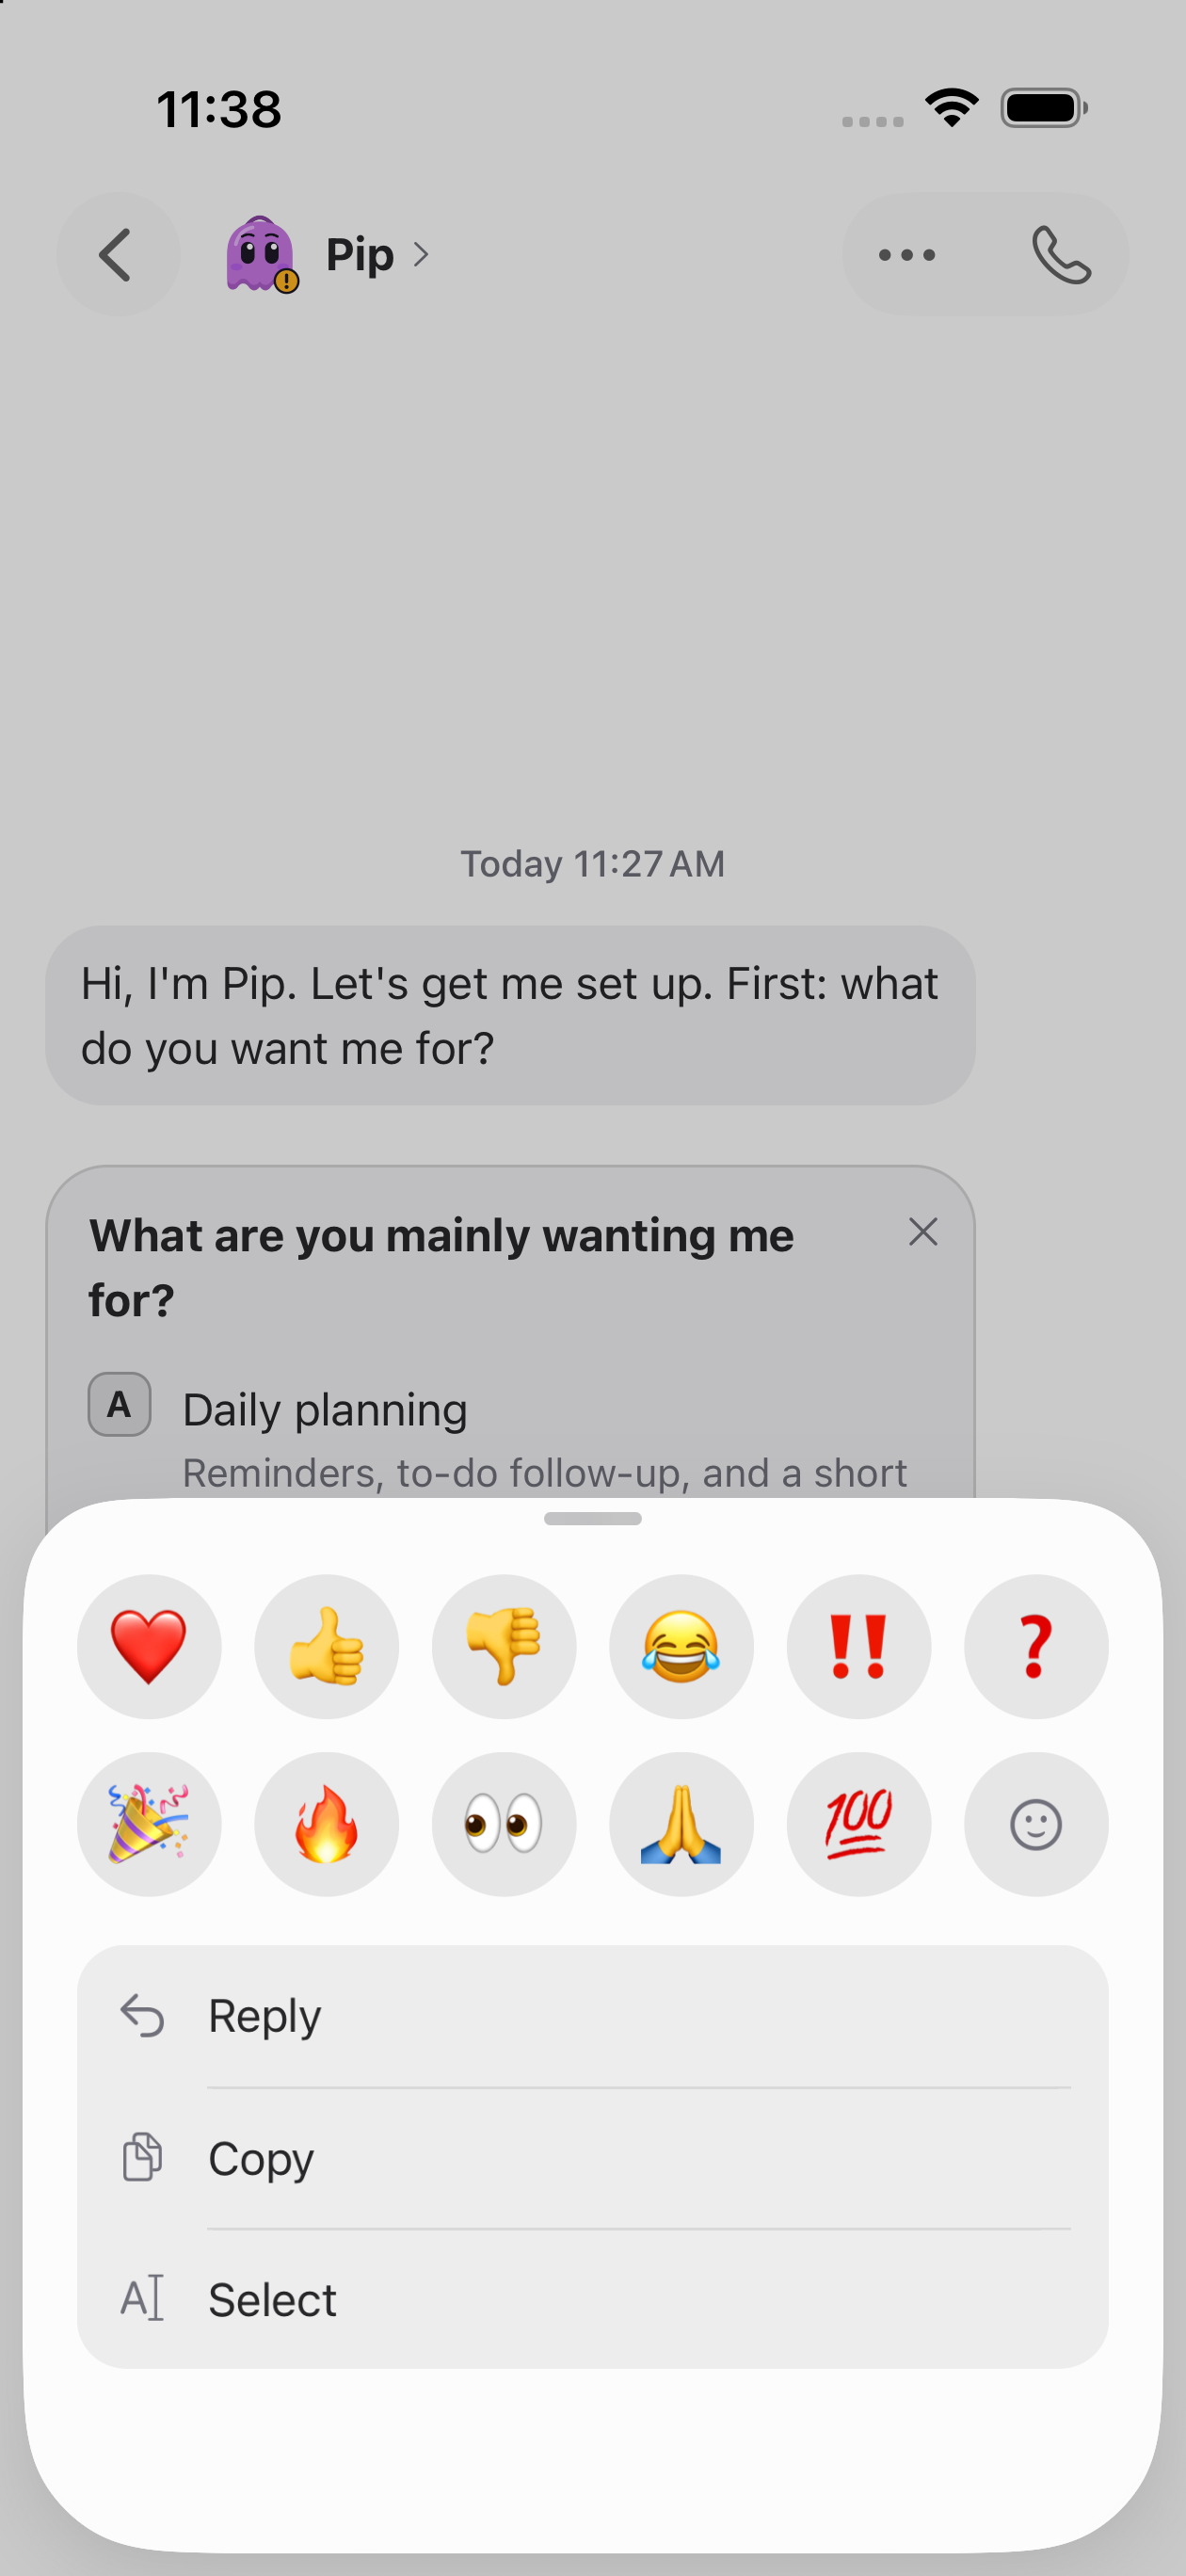 11:38
Pip
Today 11:27 AM
Hi, I'm Pip. Let's get me set up. First: what
do you want me for?
What are you mainly wanting me
for?
A
Daily planning
Reminders, to-do follow-up, and a short
Reply
Copy
Select